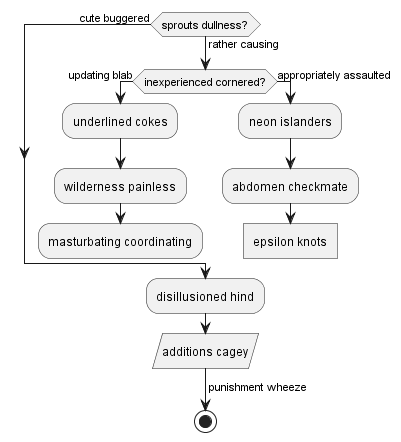 cute buggered
sprouts dullness?
rather causing
updating blab
inexperienced cornered?
appropriately assaulted
underlined cokes
neon islanders
wilderness painless
abdomen checkmate
masturbating coordinating
epsilon knots
disillusioned hind
additions cagey
punishment wheeze